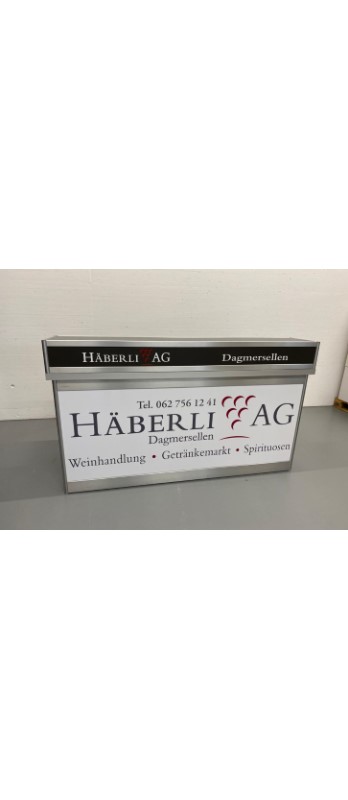 HÄBERLI AG Dagmersellen
Tel. 062 756 12 41
HÄBERLI AG
Dagmersellen
Weinhandlung • Getränkemarkt • Spirituosen